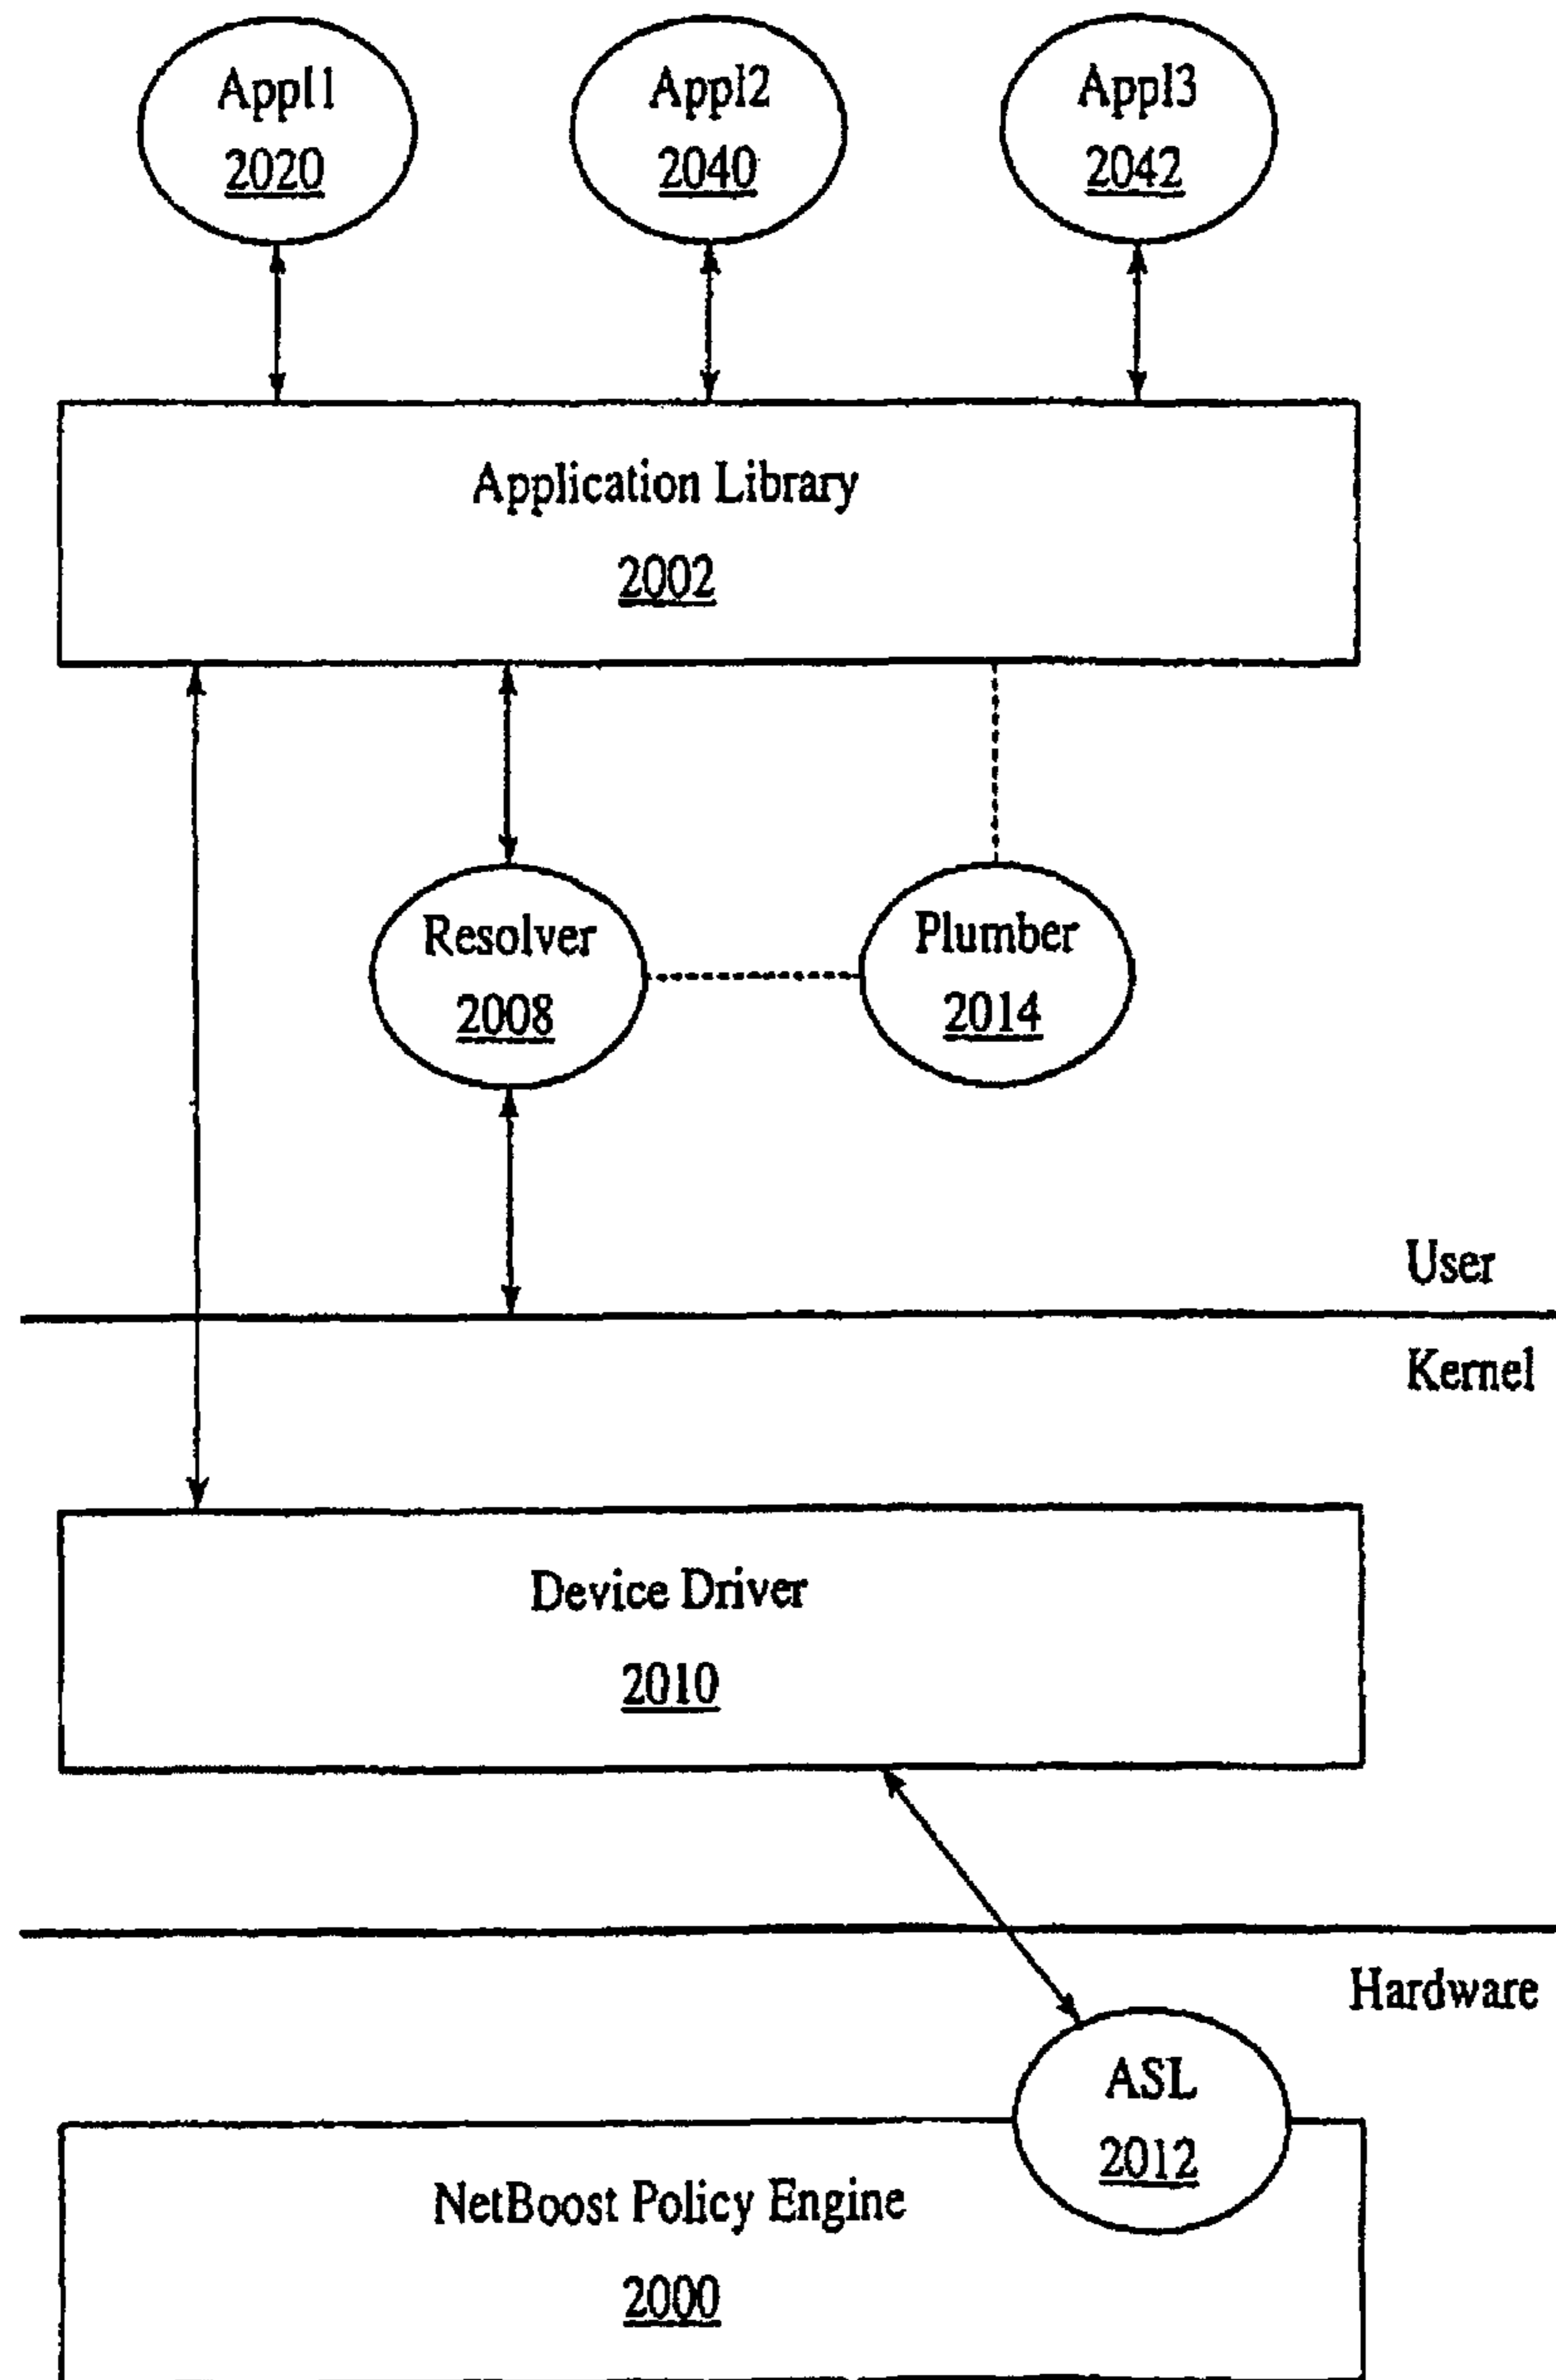 Appl1
2020
Appl2
2040
Appl3
2042
Application Library
2002
Resolver
2008
Plumber
2014
User
Kernel
Device Driver
2010
Hardware
ASL
2012
NetBoost Policy Engine
2000